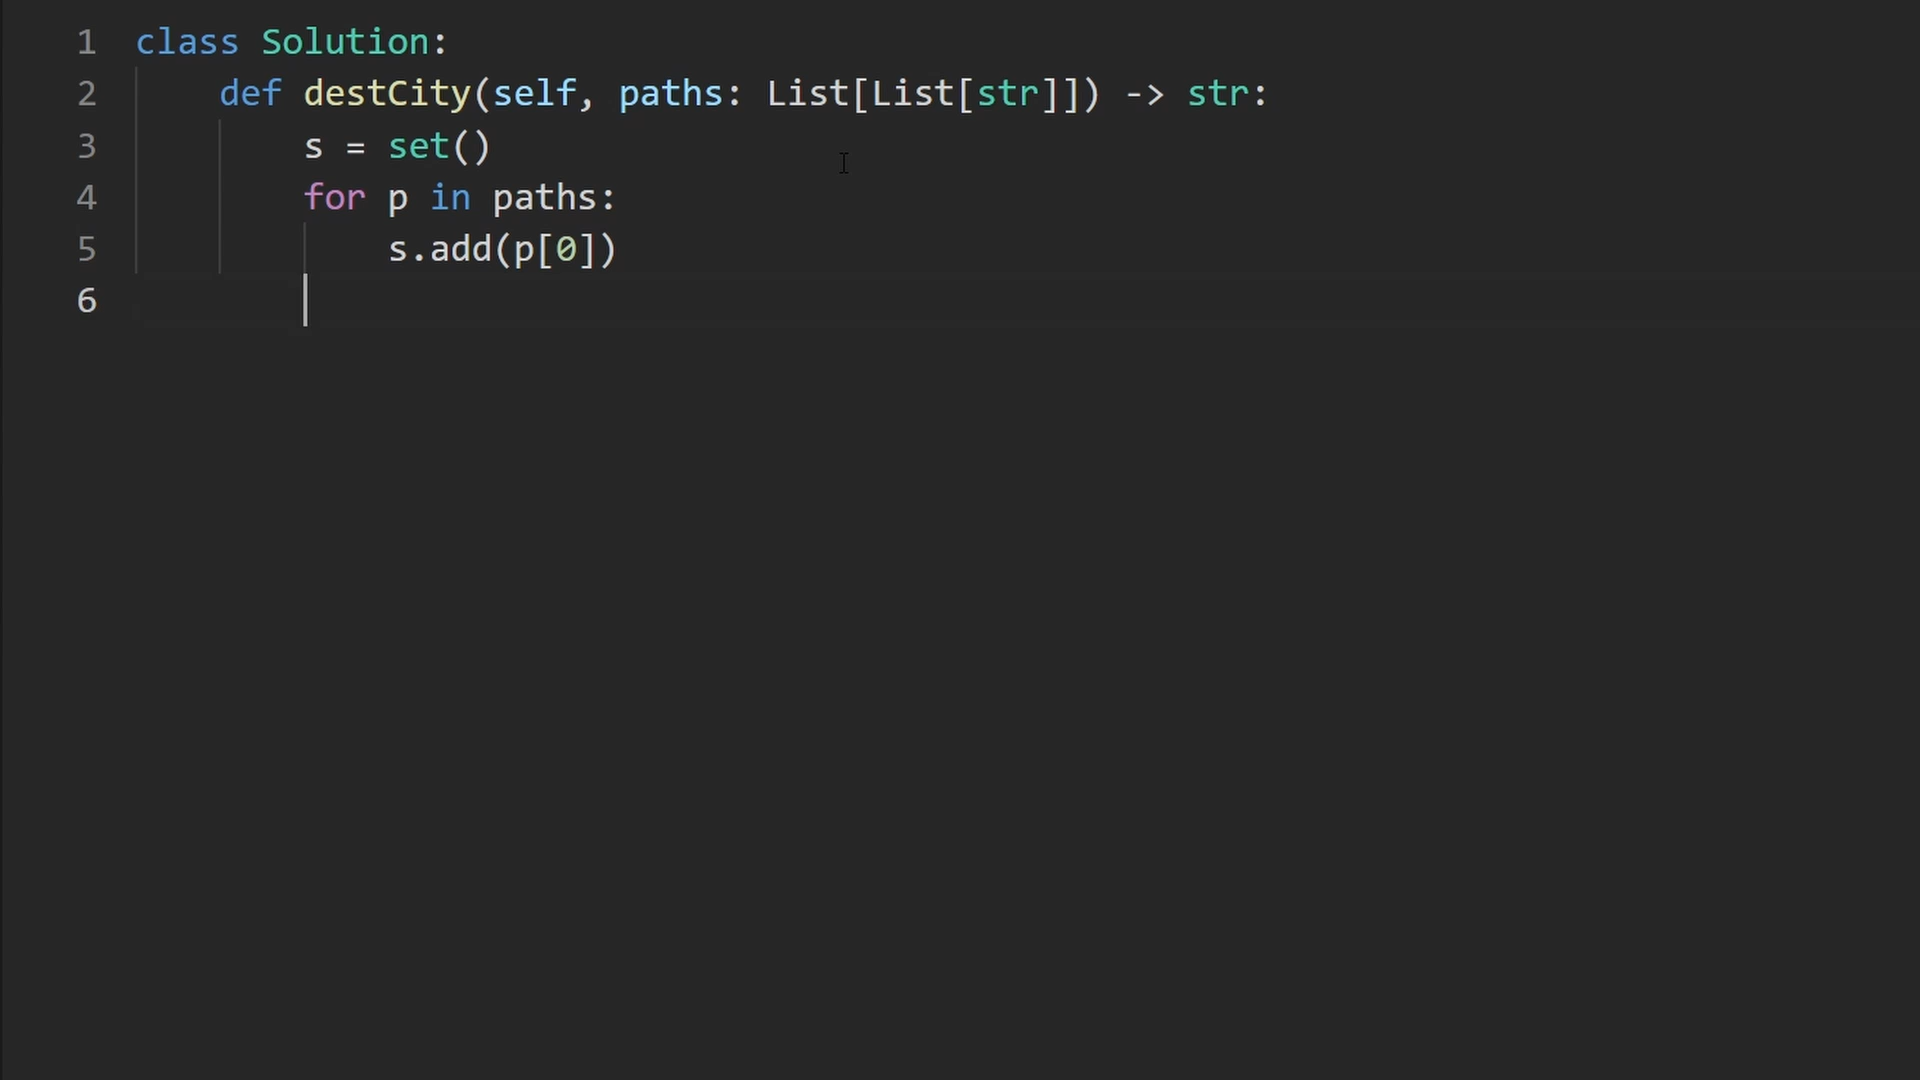 1 class Solution:
2 def destCity(self, paths: List[List[str]]) -> str:
3 s = set()
4 for p in paths:
5 s.add(p[0])
6